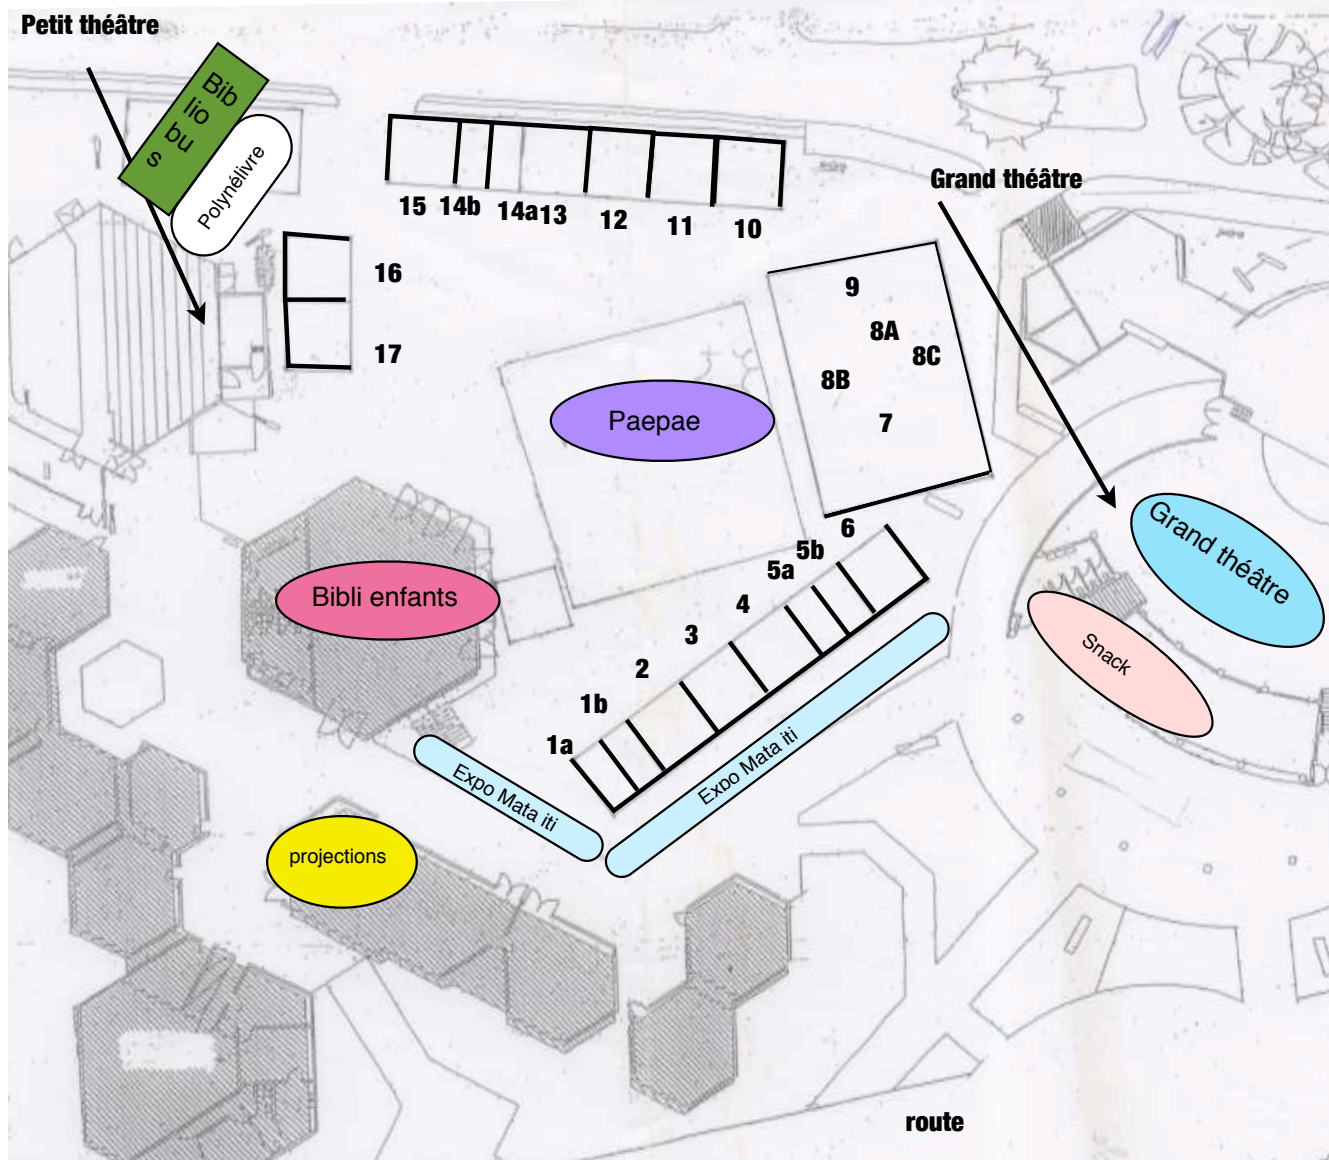 Petit théâtre
Bib
lio
bu
s
Polynélivre
15
14b
14a
13
12
11
10
Grand théâtre
16
17
9
8A
8C
8B
7
Paepae
6
5b
5a
4
3
2
1b
1a
Grand théâtre
Snack
Bibli enfants
Expo Mata iti
Expo Mata iti
projections
route